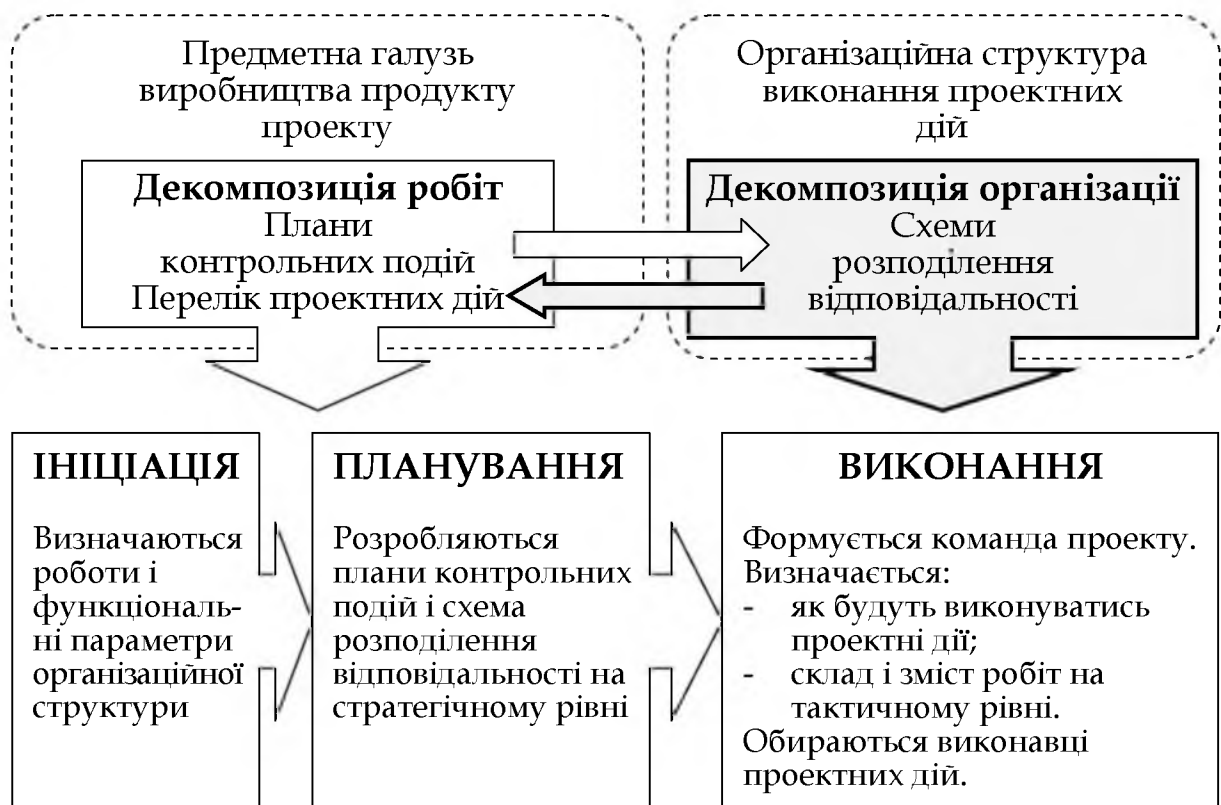 Предметна галузь
виробництва продукту
проекту
Декомпозиція робіт
Плани
контрольних подій
Перелік проектних дій
Організаційна структура
виконання проектних
дій
Декомпозиція організації
Схеми
розподілення
відповідальності
ІНІЦІАЦІЯ
Визначаються
роботи і
функціональ-
ні параметри
організаційної
структури
ПЛАНУВАННЯ
Розробляються
плани контрольних
подій і схема
розподілення
відповідальності на
стратегічному рівні
ВИКОНАННЯ
Формується команда проекту.
Визначається:
- як будуть виконуватись
проектні дії;
- склад і зміст робіт на
тактичному рівні.
Обираються виконавці
проектних дій.